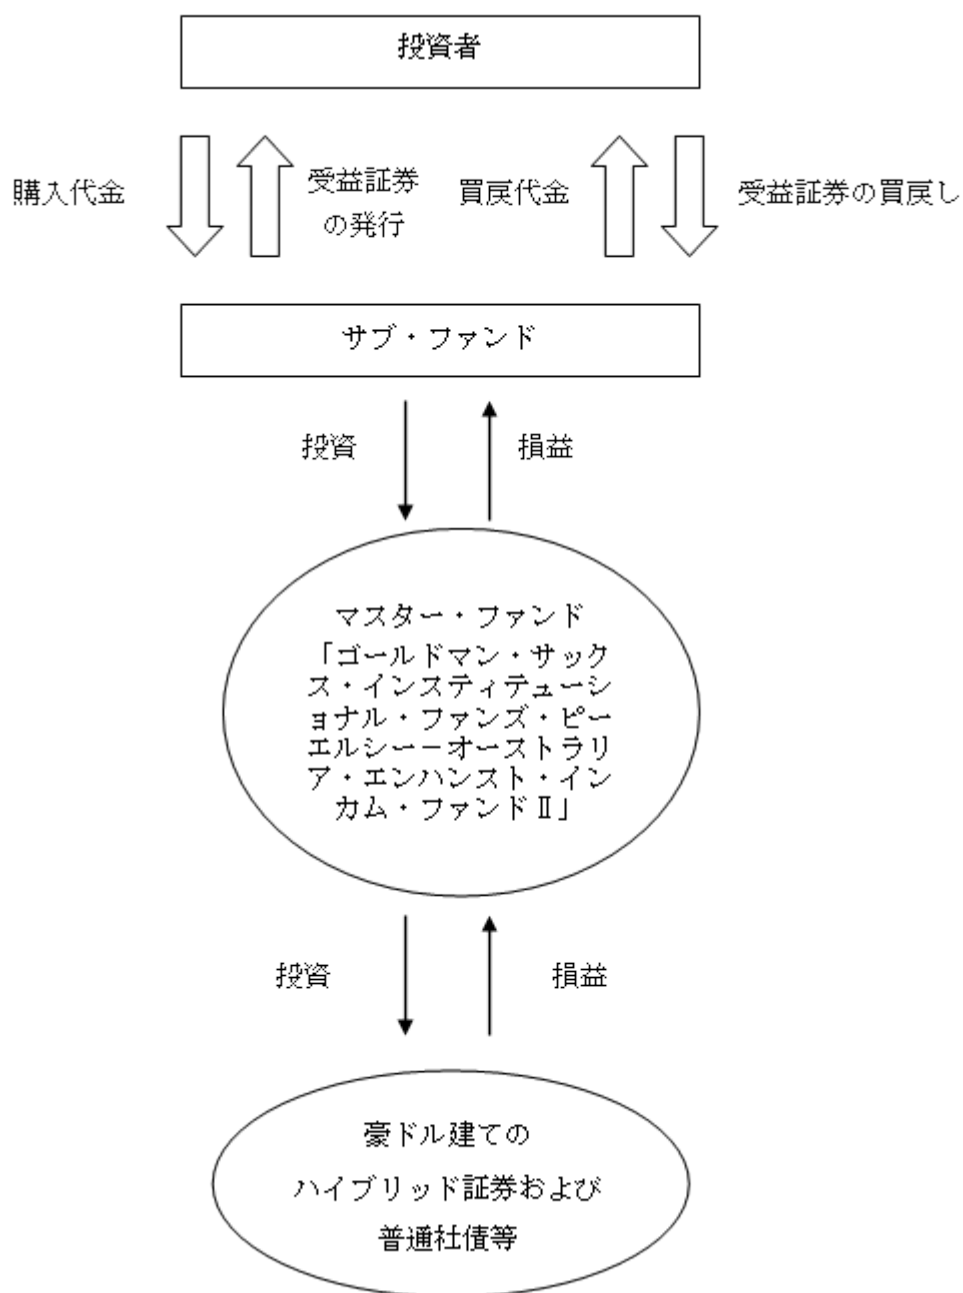 投資者
購入代金
受益証券
の発行
買戻代金
受益証券の買戻し
サブ・ファンド
投資
損益
マスター・ファンド
「ゴールドマン・サック
ス・インスティテューシ
ョナル・ファンズ・ピー
エルシー－オーストラリ
ア・エンハンスト・イン
カム・ファンドⅡ」
投資
損益
豪ドル建ての
ハイブリッド証券および
普通社債等